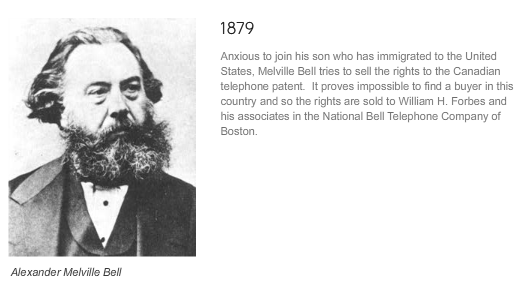 1879
Anxious to join his son who has immigrated to the United
States, Melville Bell tries to sell the rights to the Canadian
telephone patent.  It proves impossible to find a buyer in this
country and so the rights are sold to William H. Forbes and
his associates in the National Bell Telephone Company of
Boston.
Alexander Melville Bell